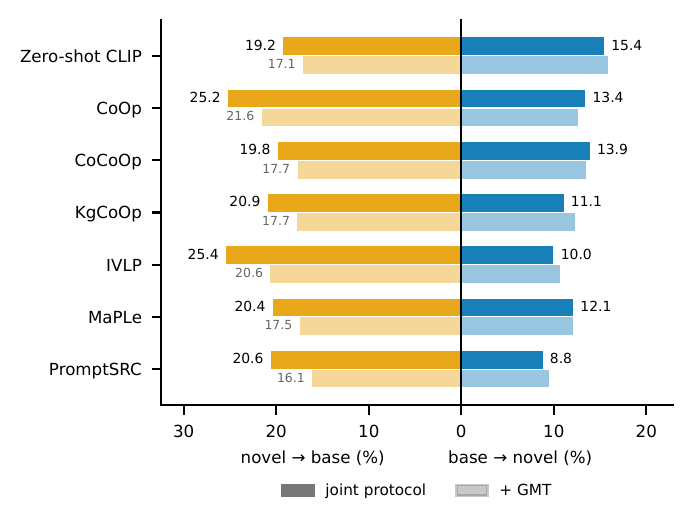 Zero-shot CLIP 19.2 15.4
17.1
CoOp 25.2 13.4
21.6
CoCoOp 19.8 13.9
17.7
KgCoOp 20.9 11.1
17.7
IVLP 25.4 10.0
20.6
MaPLe 20.4 12.1
17.5
PromptSRC 20.6 8.8
16.1
30 20 10 0 10 20
novel → base (%) base → novel (%)
joint protocol + GMT